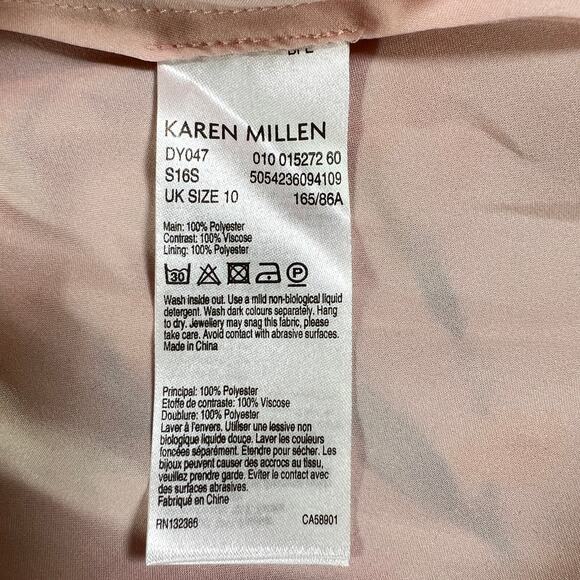 KAREN MILLEN
DY047 010 015272 60
S16S 5054236094109
UK SIZE 10 165/86A
Main: 100% Polyester
Contrast: 100% Viscose
Lining: 100% Polyester
30 P
Wash inside out. Use a mild non-biological liquid
detergent. Wash dark colours separately. Hang
to dry. Jewellery may snag this fabric, please
take care. Avoid contact with abrasive surfaces.
Made in China
Principal: 100% Polyester
Etoffe de contraste: 100% Viscose
Doublure: 100% Polyester
Laver à l'envers. Utiliser une lessive non
biologique liquide douce. Laver les couleurs
foncées séparément. Etendre pour sécher. Les
bijoux peuvent causer des accrocs au tissu,
veuillez prendre garde. Eviter le contact avec
des surfaces abrasives.
Fabriqué en Chine
RN132366 CA58901